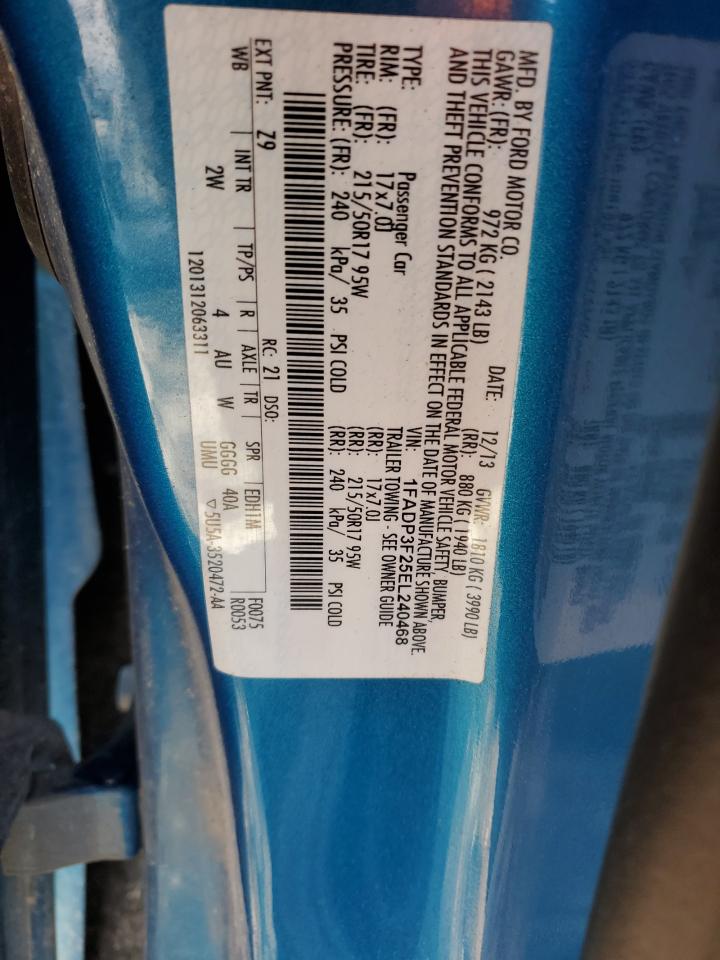 MFD. BY FORD MOTOR CO.
DATE: 12/13 GVWR: 1810 KG ( 3990 LB)
GAWR: (FR): 972 KG ( 2143 LB) (RR): 880 KG ( 1940 LB)
THIS VEHICLE CONFORMS TO ALL APPLICABLE FEDERAL MOTOR VEHICLE SAFETY, BUMPER,
AND THEFT PREVENTION STANDARDS IN EFFECT ON THE DATE OF MANUFACTURE SHOWN ABOVE.
VIN: 1FADP3F25EL240468
TYPE: Passenger Car TRAILER TOWING - SEE OWNER GUIDE
RIM: (FR): 17x7.0J (RR): 17x7.0J
TIRE: (FR): 215/50R17 95W (RR): 215/50R17 95W
PRESSURE: (FR): 240 kPa/ 35 PSI COLD (RR): 240 kPa/ 35 PSI COLD
EXT PNT: Z9 RC: 21 DSO: F0075
WB INT TR TP/PS R AXLE TR SPR EDH1M R0053
2W 4 AU W GGGG 40A
1201312063311 UMU ▽5U5A-3520472-AA